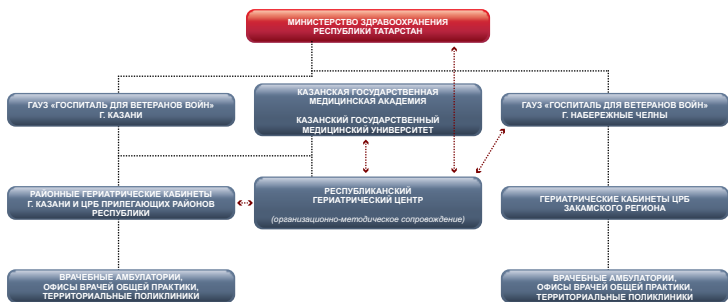 МИНИСТЕРСТВО ЗДРАВООХРАНЕНИЯ
РЕСПУБЛИКИ ТАТАРСТАН
ГАУЗ «ГОСПИТАЛЬ ДЛЯ ВЕТЕРАНОВ ВОЙН»
Г. КАЗАНИ
КАЗАНСКАЯ ГОСУДАРСТВЕННАЯ
МЕДИЦИНСКАЯ АКАДЕМИЯ
КАЗАНСКИЙ ГОСУДАРСТВЕННЫЙ
МЕДИЦИНСКИЙ УНИВЕРСИТЕТ
ГАУЗ «ГОСПИТАЛЬ ДЛЯ ВЕТЕРАНОВ ВОЙН»
Г. НАБЕРЕЖНЫЕ ЧЕЛНЫ
РАЙОННЫЕ ГЕРИАТРИЧЕСКИЕ КАБИНЕТЫ
Г. КАЗАНИ И ЦРБ ПРИЛЕГАЮЩИХ РАЙОНОВ
РЕСПУБЛИКИ
РЕСПУБЛИКАНСКИЙ
ГЕРИАТРИЧЕСКИЙ ЦЕНТР
(организационно-методическое сопровождение)
ГЕРИАТРИЧЕСКИЕ КАБИНЕТЫ ЦРБ
ЗАКАМСКОГО РЕГИОНА
ВРАЧЕБНЫЕ АМБУЛАТОРИИ,
ОФИСЫ ВРАЧЕЙ ОБЩЕЙ ПРАКТИКИ,
ТЕРРИТОРИАЛЬНЫЕ ПОЛИКЛИНИКИ
ВРАЧЕБНЫЕ АМБУЛАТОРИИ,
ОФИСЫ ВРАЧЕЙ ОБЩЕЙ ПРАКТИКИ,
ТЕРРИТОРИАЛЬНЫЕ ПОЛИКЛИНИКИ